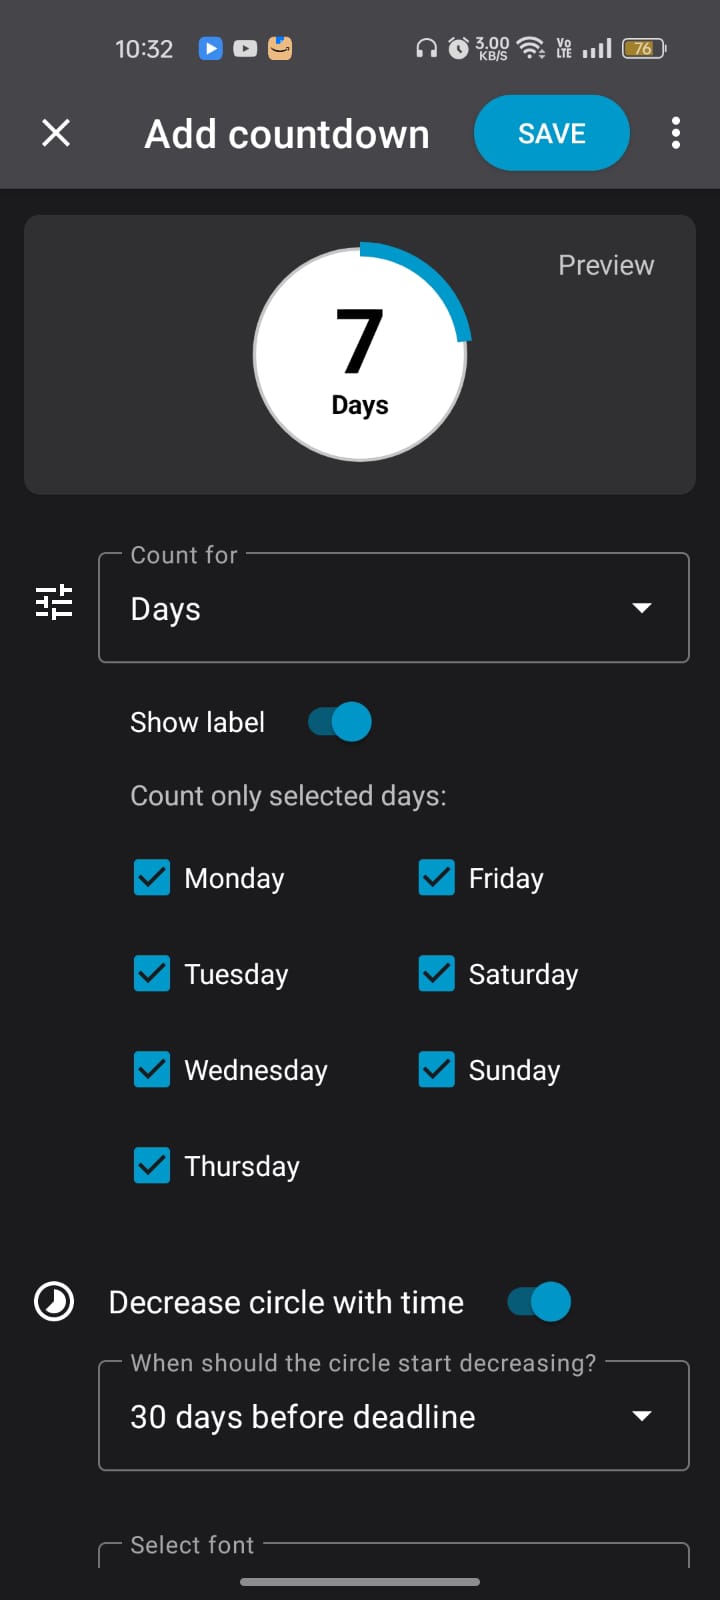 10:32
3.00
KB/S
Vo
LTE
76
Add countdown
SAVE
Preview
7
Days
Count for
Days
Show label
Count only selected days:
Monday
Friday
Tuesday
Saturday
Wednesday
Sunday
Thursday
Decrease circle with time
When should the circle start decreasing?
30 days before deadline
Select font